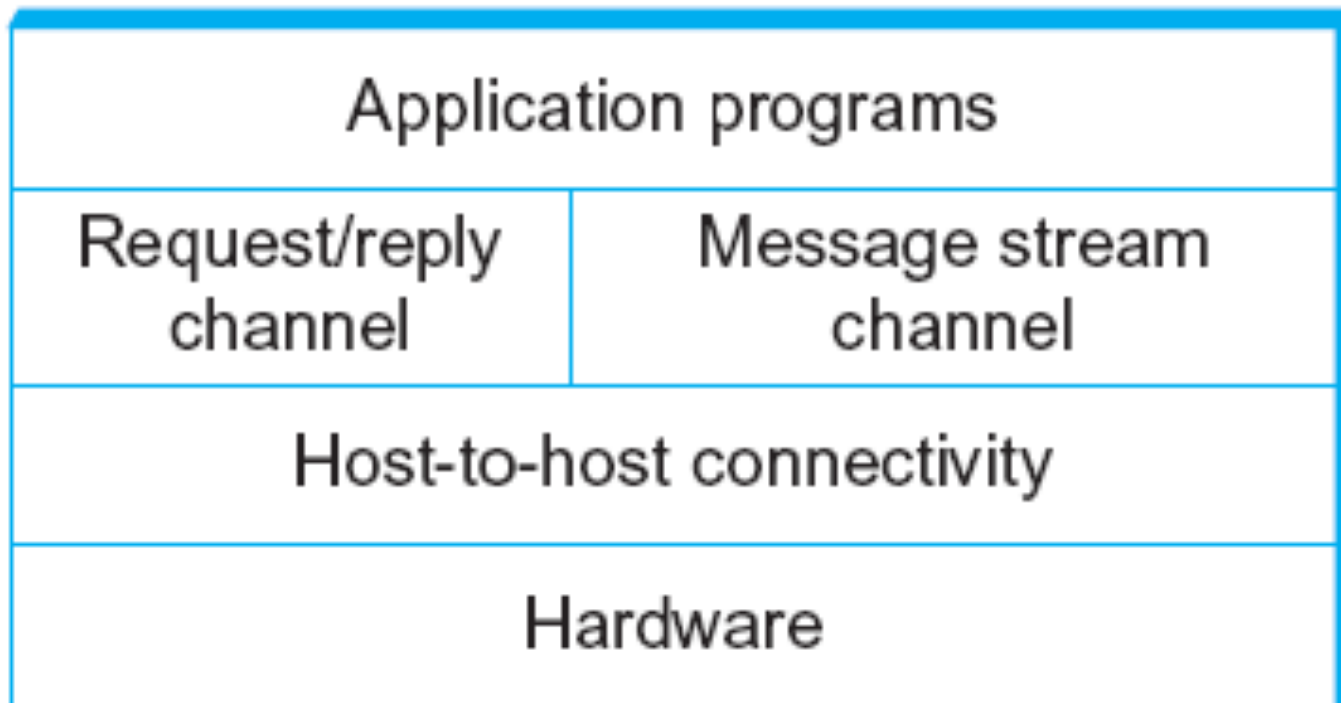 Application programs
Request/reply
channel
Message stream
channel
Host-to-host connectivity
Hardware